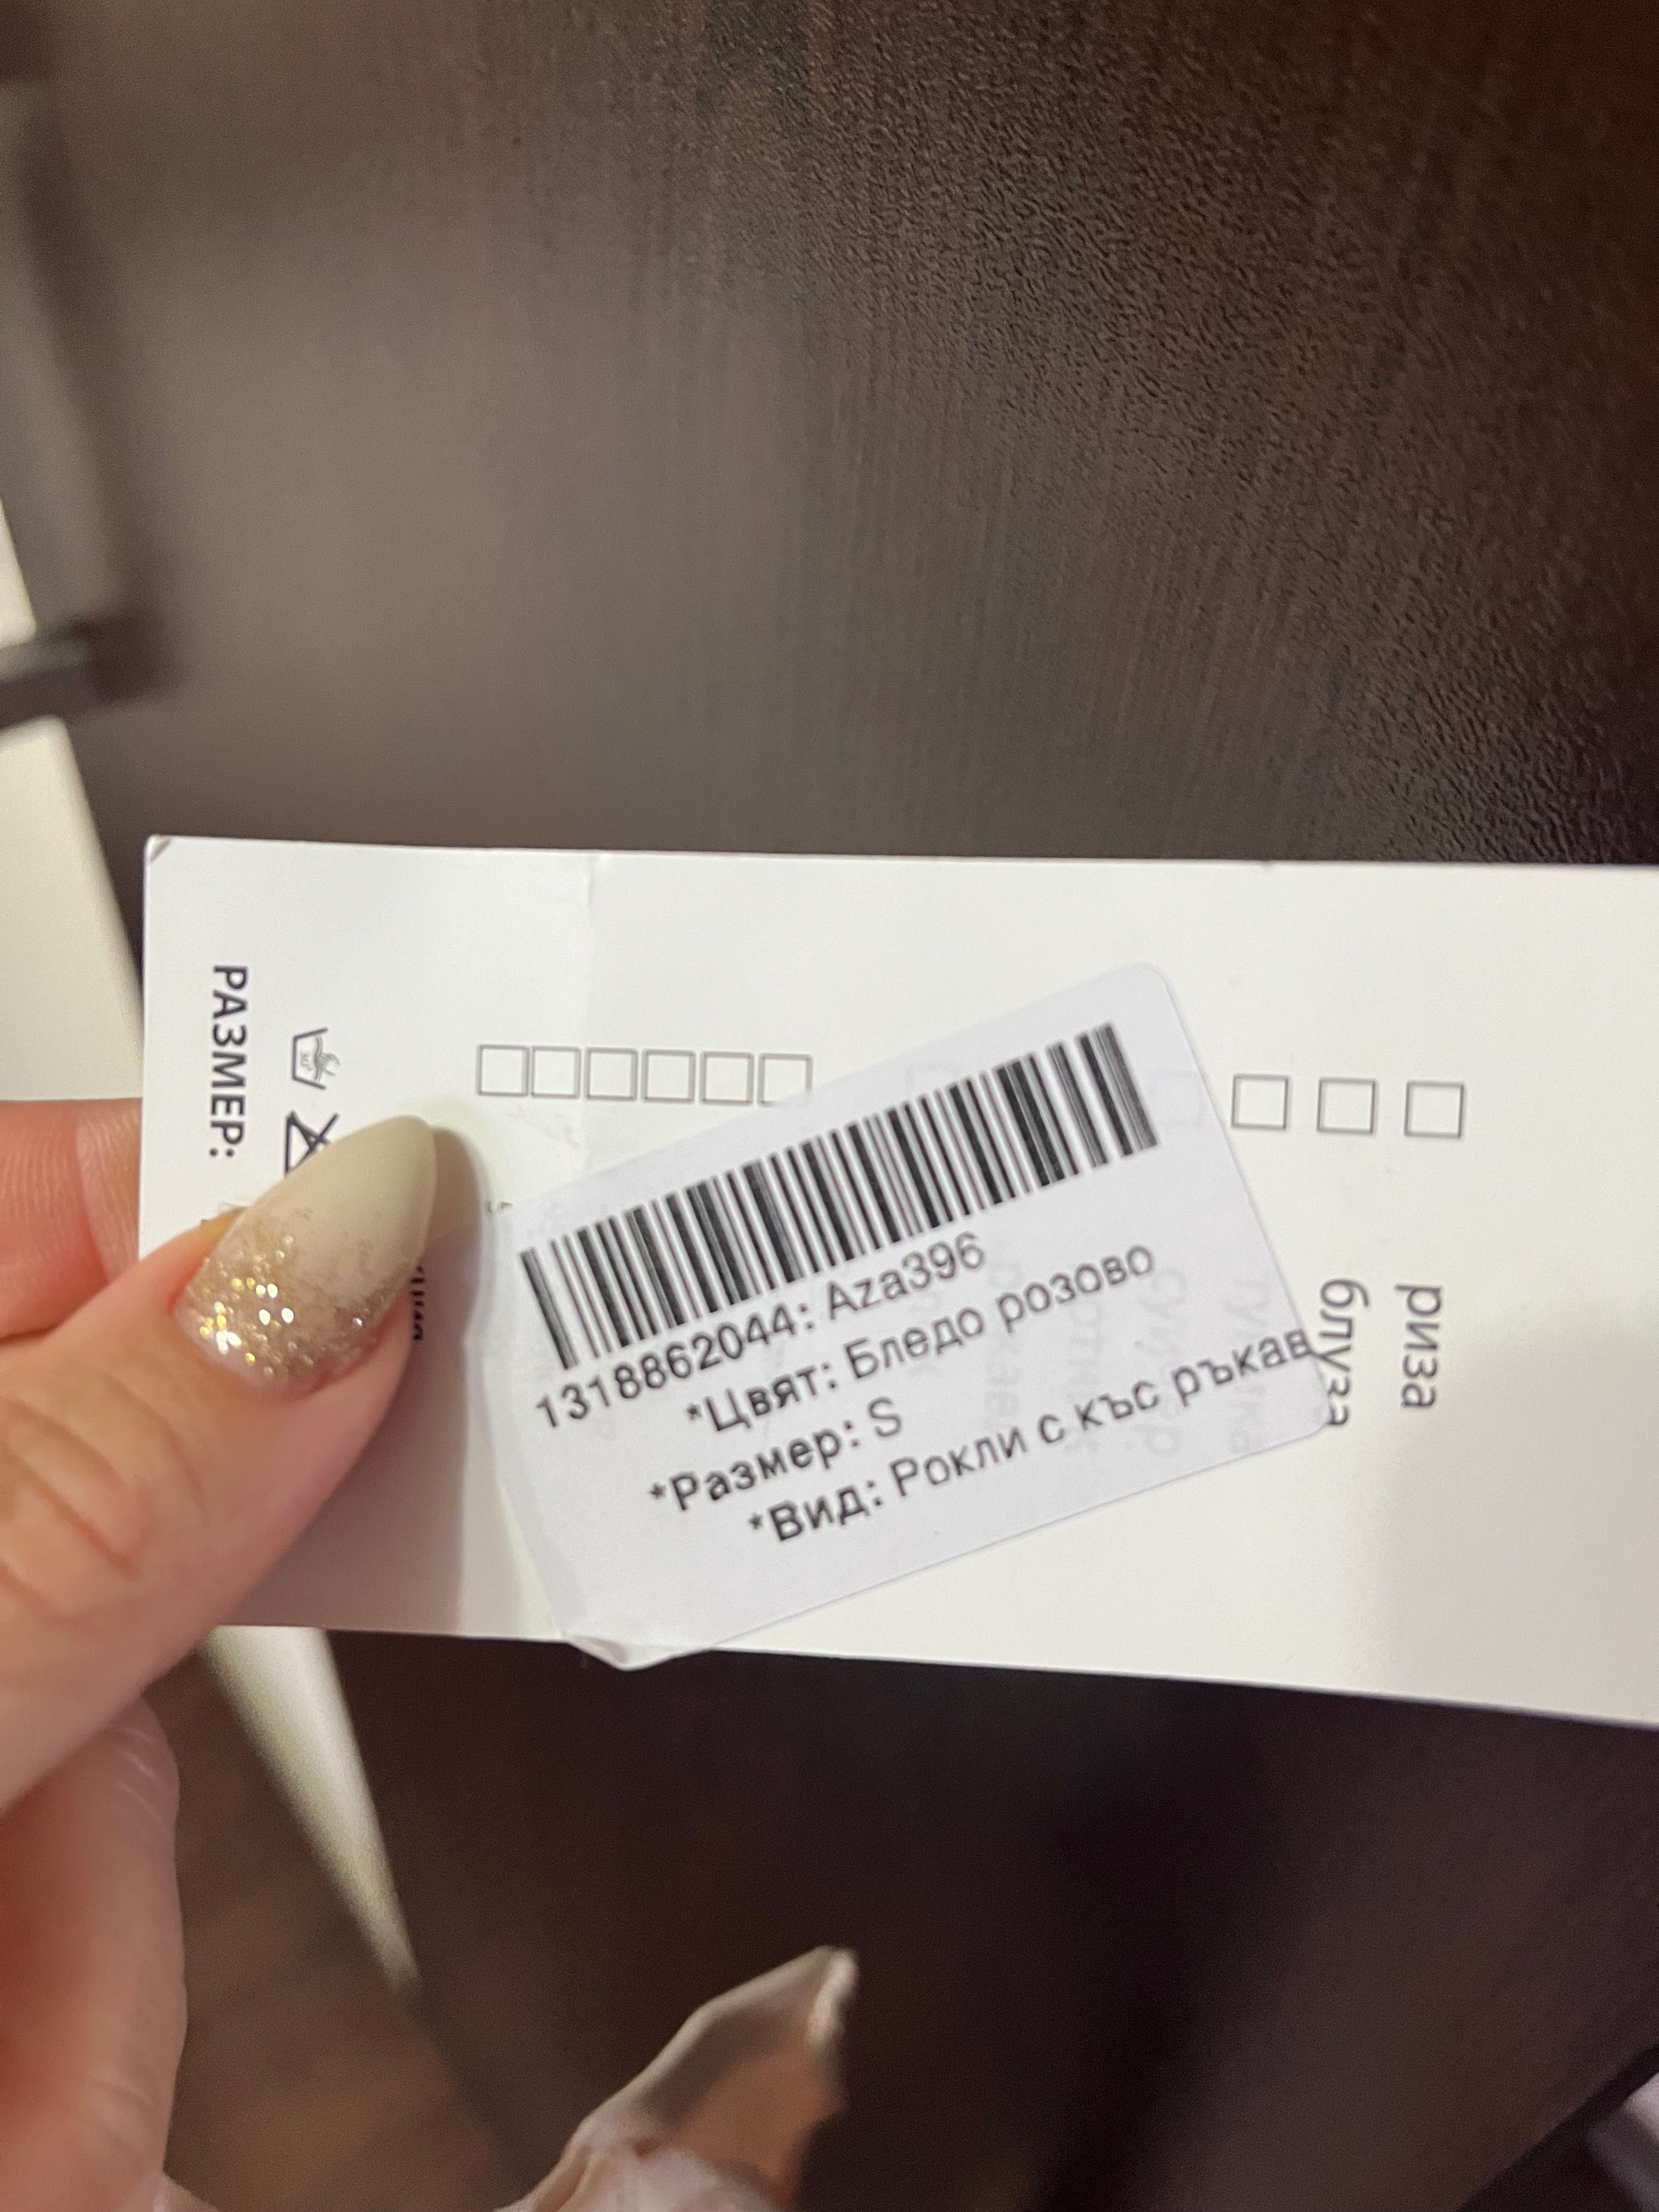 1318862044: Aza396
*Цвят: Бледо розово
*Размер: S
*Вид: Рокли с къс ръкав
риза
блуза
РАЗМЕР: